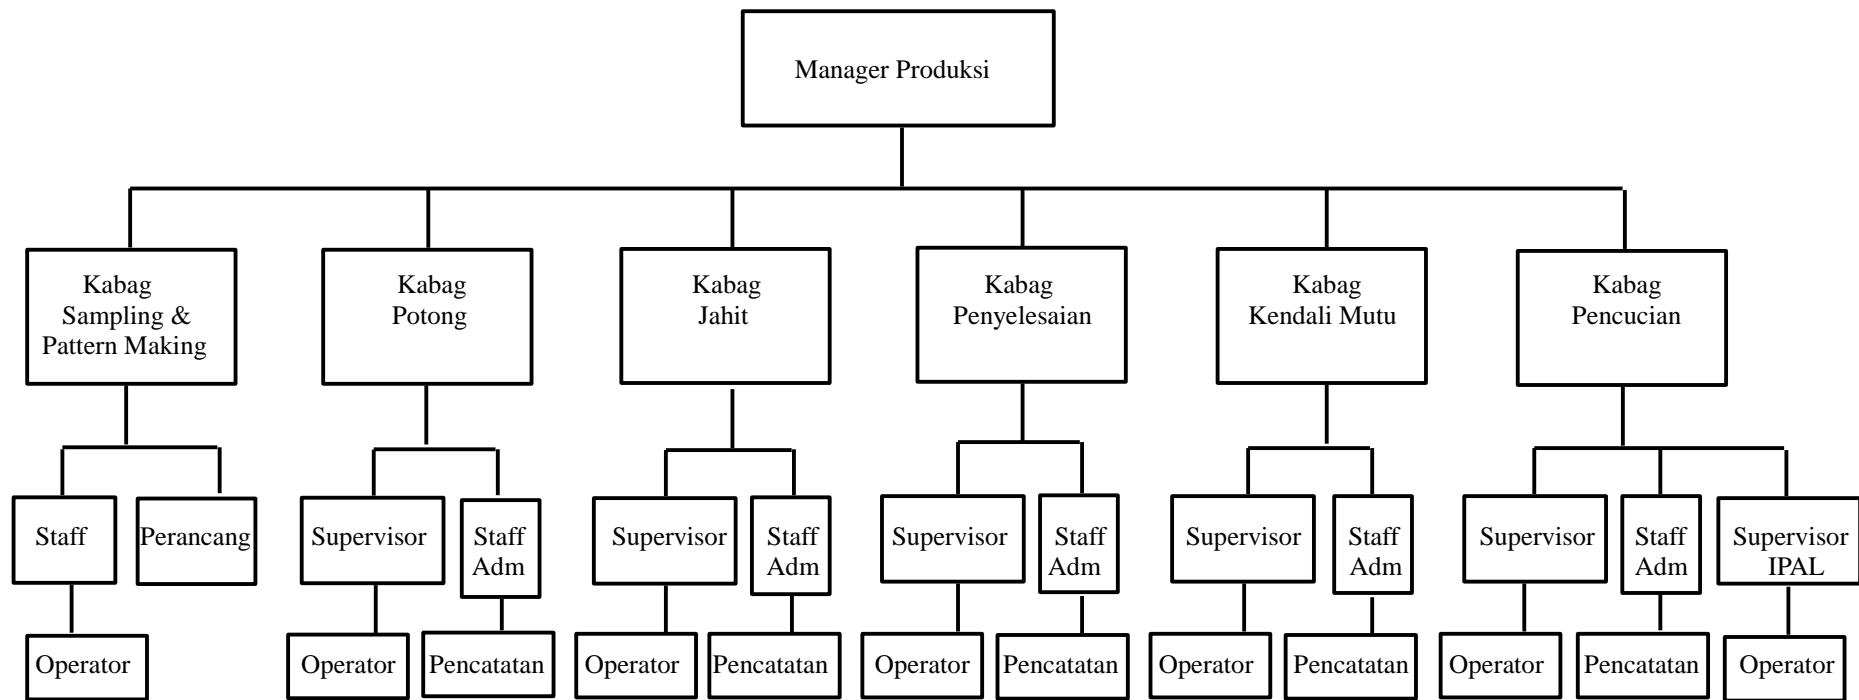 Manager Produksi
Kabag
Sampling &
Pattern Making
Kabag
Potong
Kabag
Jahit
Kabag
Penyelesaian
Kabag
Kendali Mutu
Kabag
Pencucian
Staff
Perancang
Supervisor
Staff
Adm
Supervisor
Staff
Adm
Supervisor
Staff
Adm
Supervisor
Staff
Adm
Supervisor
Staff
Adm
Supervisor
IPAL
Operator
Operator
Pencatatan
Operator
Pencatatan
Operator
Pencatatan
Operator
Pencatatan
Operator
Pencatatan
Operator